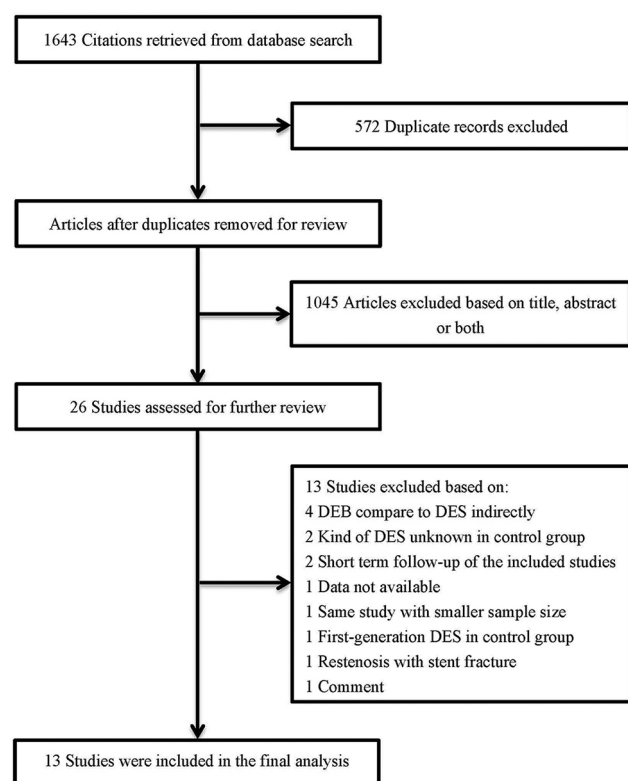 1643 Citations retrieved from database search
572 Duplicate records excluded
Articles after duplicates removed for review
1045 Articles excluded based on title, abstract
or both
26 Studies assessed for further review
13 Studies excluded based on:
4 DEB compare to DES indirectly
2 Kind of DES unknown in control group
2 Short term follow-up of the included studies
1 Data not available
1 Same study with smaller sample size
1 First-generation DES in control group
1 Restenosis with stent fracture
1 Comment
13 Studies were included in the final analysis